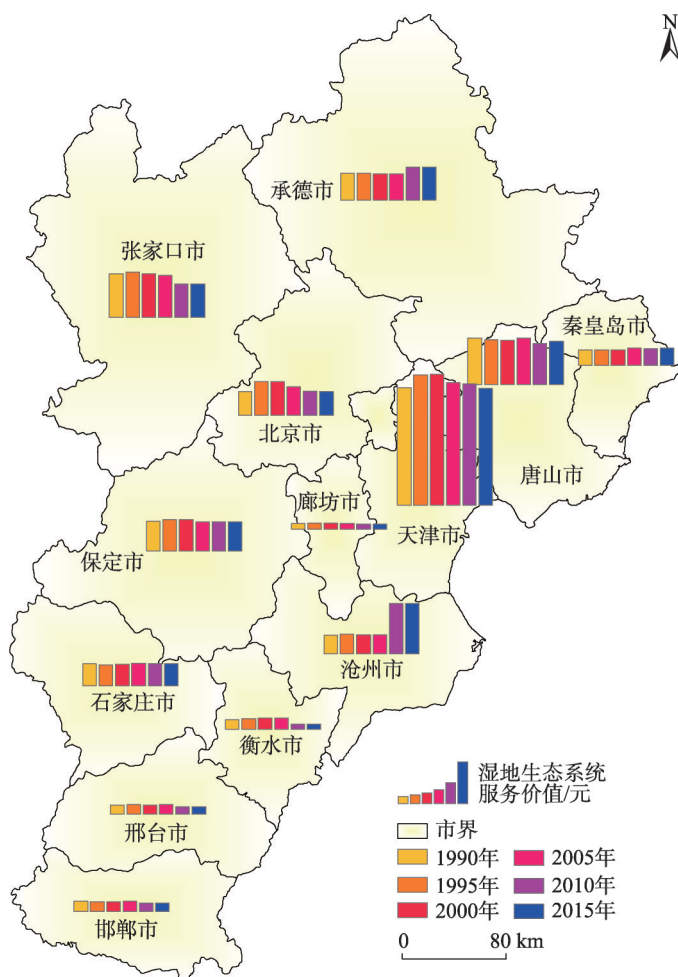 N
承德市
张家口市
秦皇岛市
北京市
唐山市
廊坊市
天津市
保定市
沧州市
石家庄市
衡水市
邢台市
邯郸市
湿地生态系统
服务价值/元
市界
1990年 2005年
1995年 2010年
2000年 2015年
0 80 km